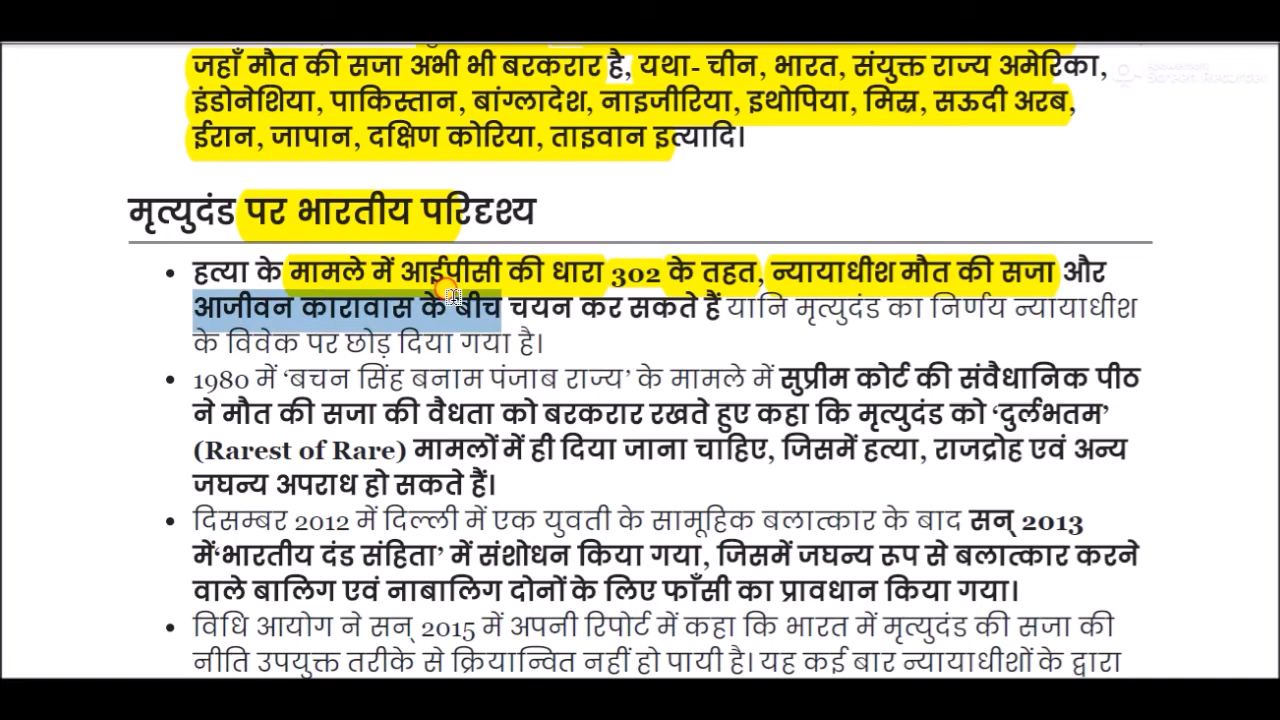 जहाँ मौत की सजा अभी भी बरकरार है, यथा- चीन, भारत, संयुक्त राज्य अमेरिका,
इंडोनेशिया, पाकिस्तान, बांग्लादेश, नाइजीरिया, इथोपिया, मिस्र, सऊदी अरब,
ईरान, जापान, दक्षिण कोरिया, ताइवान इत्यादि।
मृत्युदंड पर भारतीय परिदृश्य
• हत्या के मामले में आईपीसी की धारा 302 के तहत, न्यायाधीश मौत की सजा और
आजीवन कारावास के बीच चयन कर सकते हैं यानि मृत्युदंड का निर्णय न्यायाधीश
के विवेक पर छोड़ दिया गया है।
• 1980 में ‘बचन सिंह बनाम पंजाब राज्य’ के मामले में सुप्रीम कोर्ट की संवैधानिक पीठ
ने मौत की सजा की वैधता को बरकरार रखते हुए कहा कि मृत्युदंड को ‘दुर्लभतम’
(Rarest of Rare) मामलों में ही दिया जाना चाहिए, जिसमें हत्या, राजद्रोह एवं अन्य
जघन्य अपराध हो सकते हैं।
• दिसम्बर 2012 में दिल्ली में एक युवती के सामूहिक बलात्कार के बाद सन् 2013
में‘भारतीय दंड संहिता’ में संशोधन किया गया, जिसमें जघन्य रूप से बलात्कार करने
वाले बालिग एवं नाबालिग दोनों के लिए फाँसी का प्रावधान किया गया।
• विधि आयोग ने सन् 2015 में अपनी रिपोर्ट में कहा कि भारत में मृत्युदंड की सजा की
नीति उपयुक्त तरीके से क्रियान्वित नहीं हो पायी है। यह कई बार न्यायाधीशों के द्वारा